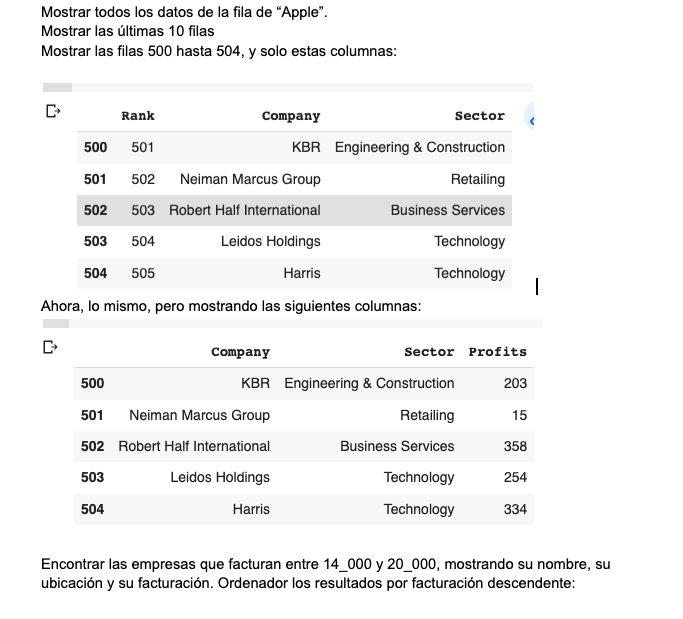 Mostrar todos los datos de la fila de “Apple”.
Mostrar las últimas 10 filas
Mostrar las filas 500 hasta 504, y solo estas columnas:
Rank Company Sector
500 501 KBR Engineering & Construction
501 502 Neiman Marcus Group Retailing
502 503 Robert Half International Business Services
503 504 Leidos Holdings Technology
504 505 Harris Technology
Ahora, lo mismo, pero mostrando las siguientes columnas:
Company Sector Profits
500 KBR Engineering & Construction 203
501 Neiman Marcus Group Retailing 15
502 Robert Half International Business Services 358
503 Leidos Holdings Technology 254
504 Harris Technology 334
Encontrar las empresas que facturan entre 14_000 y 20_000, mostrando su nombre, su
ubicación y su facturación. Ordenador los resultados por facturación descendente: